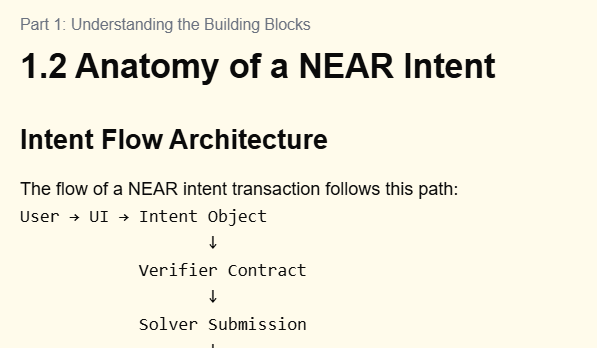 Part 1: Understanding the Building Blocks
1.2 Anatomy of a NEAR Intent
Intent Flow Architecture
The flow of a NEAR intent transaction follows this path:
User → UI → Intent Object
↓
Verifier Contract
↓
Solver Submission